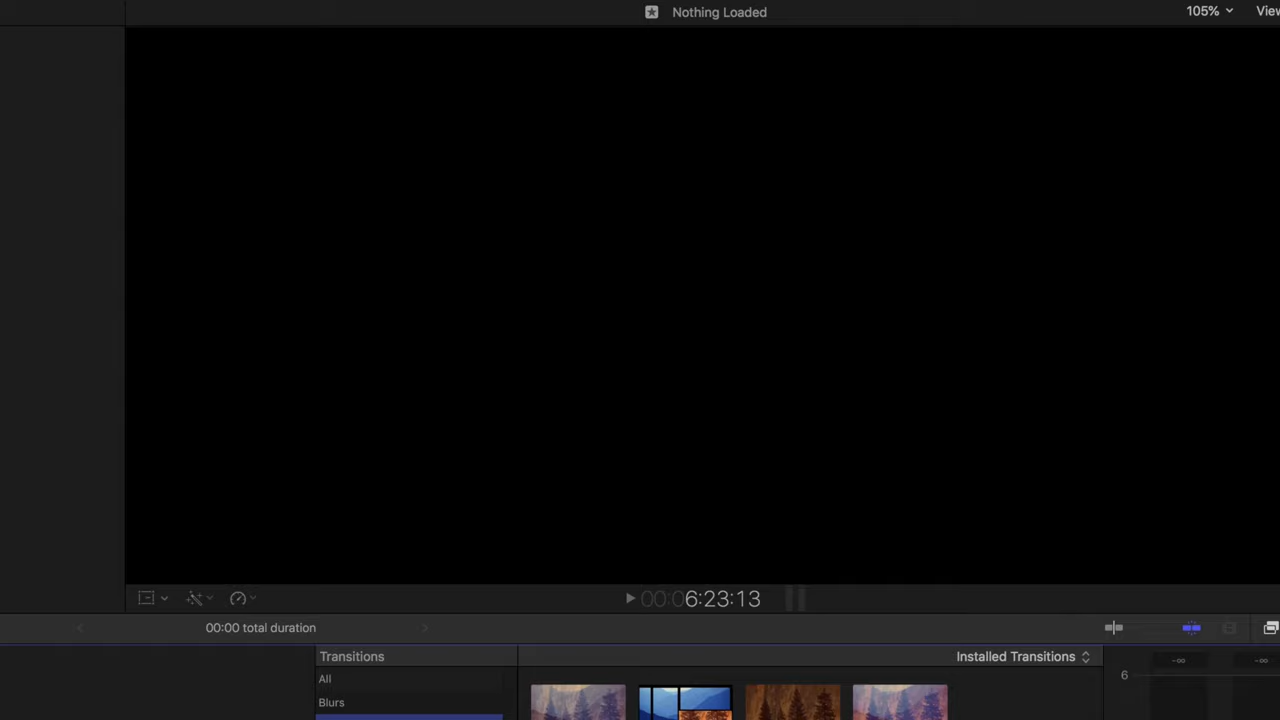 Nothing Loaded
105%
View
00:06:23:13
00:00 total duration
Transitions
Installed Transitions
All
Blurs
6
-∞
-∞